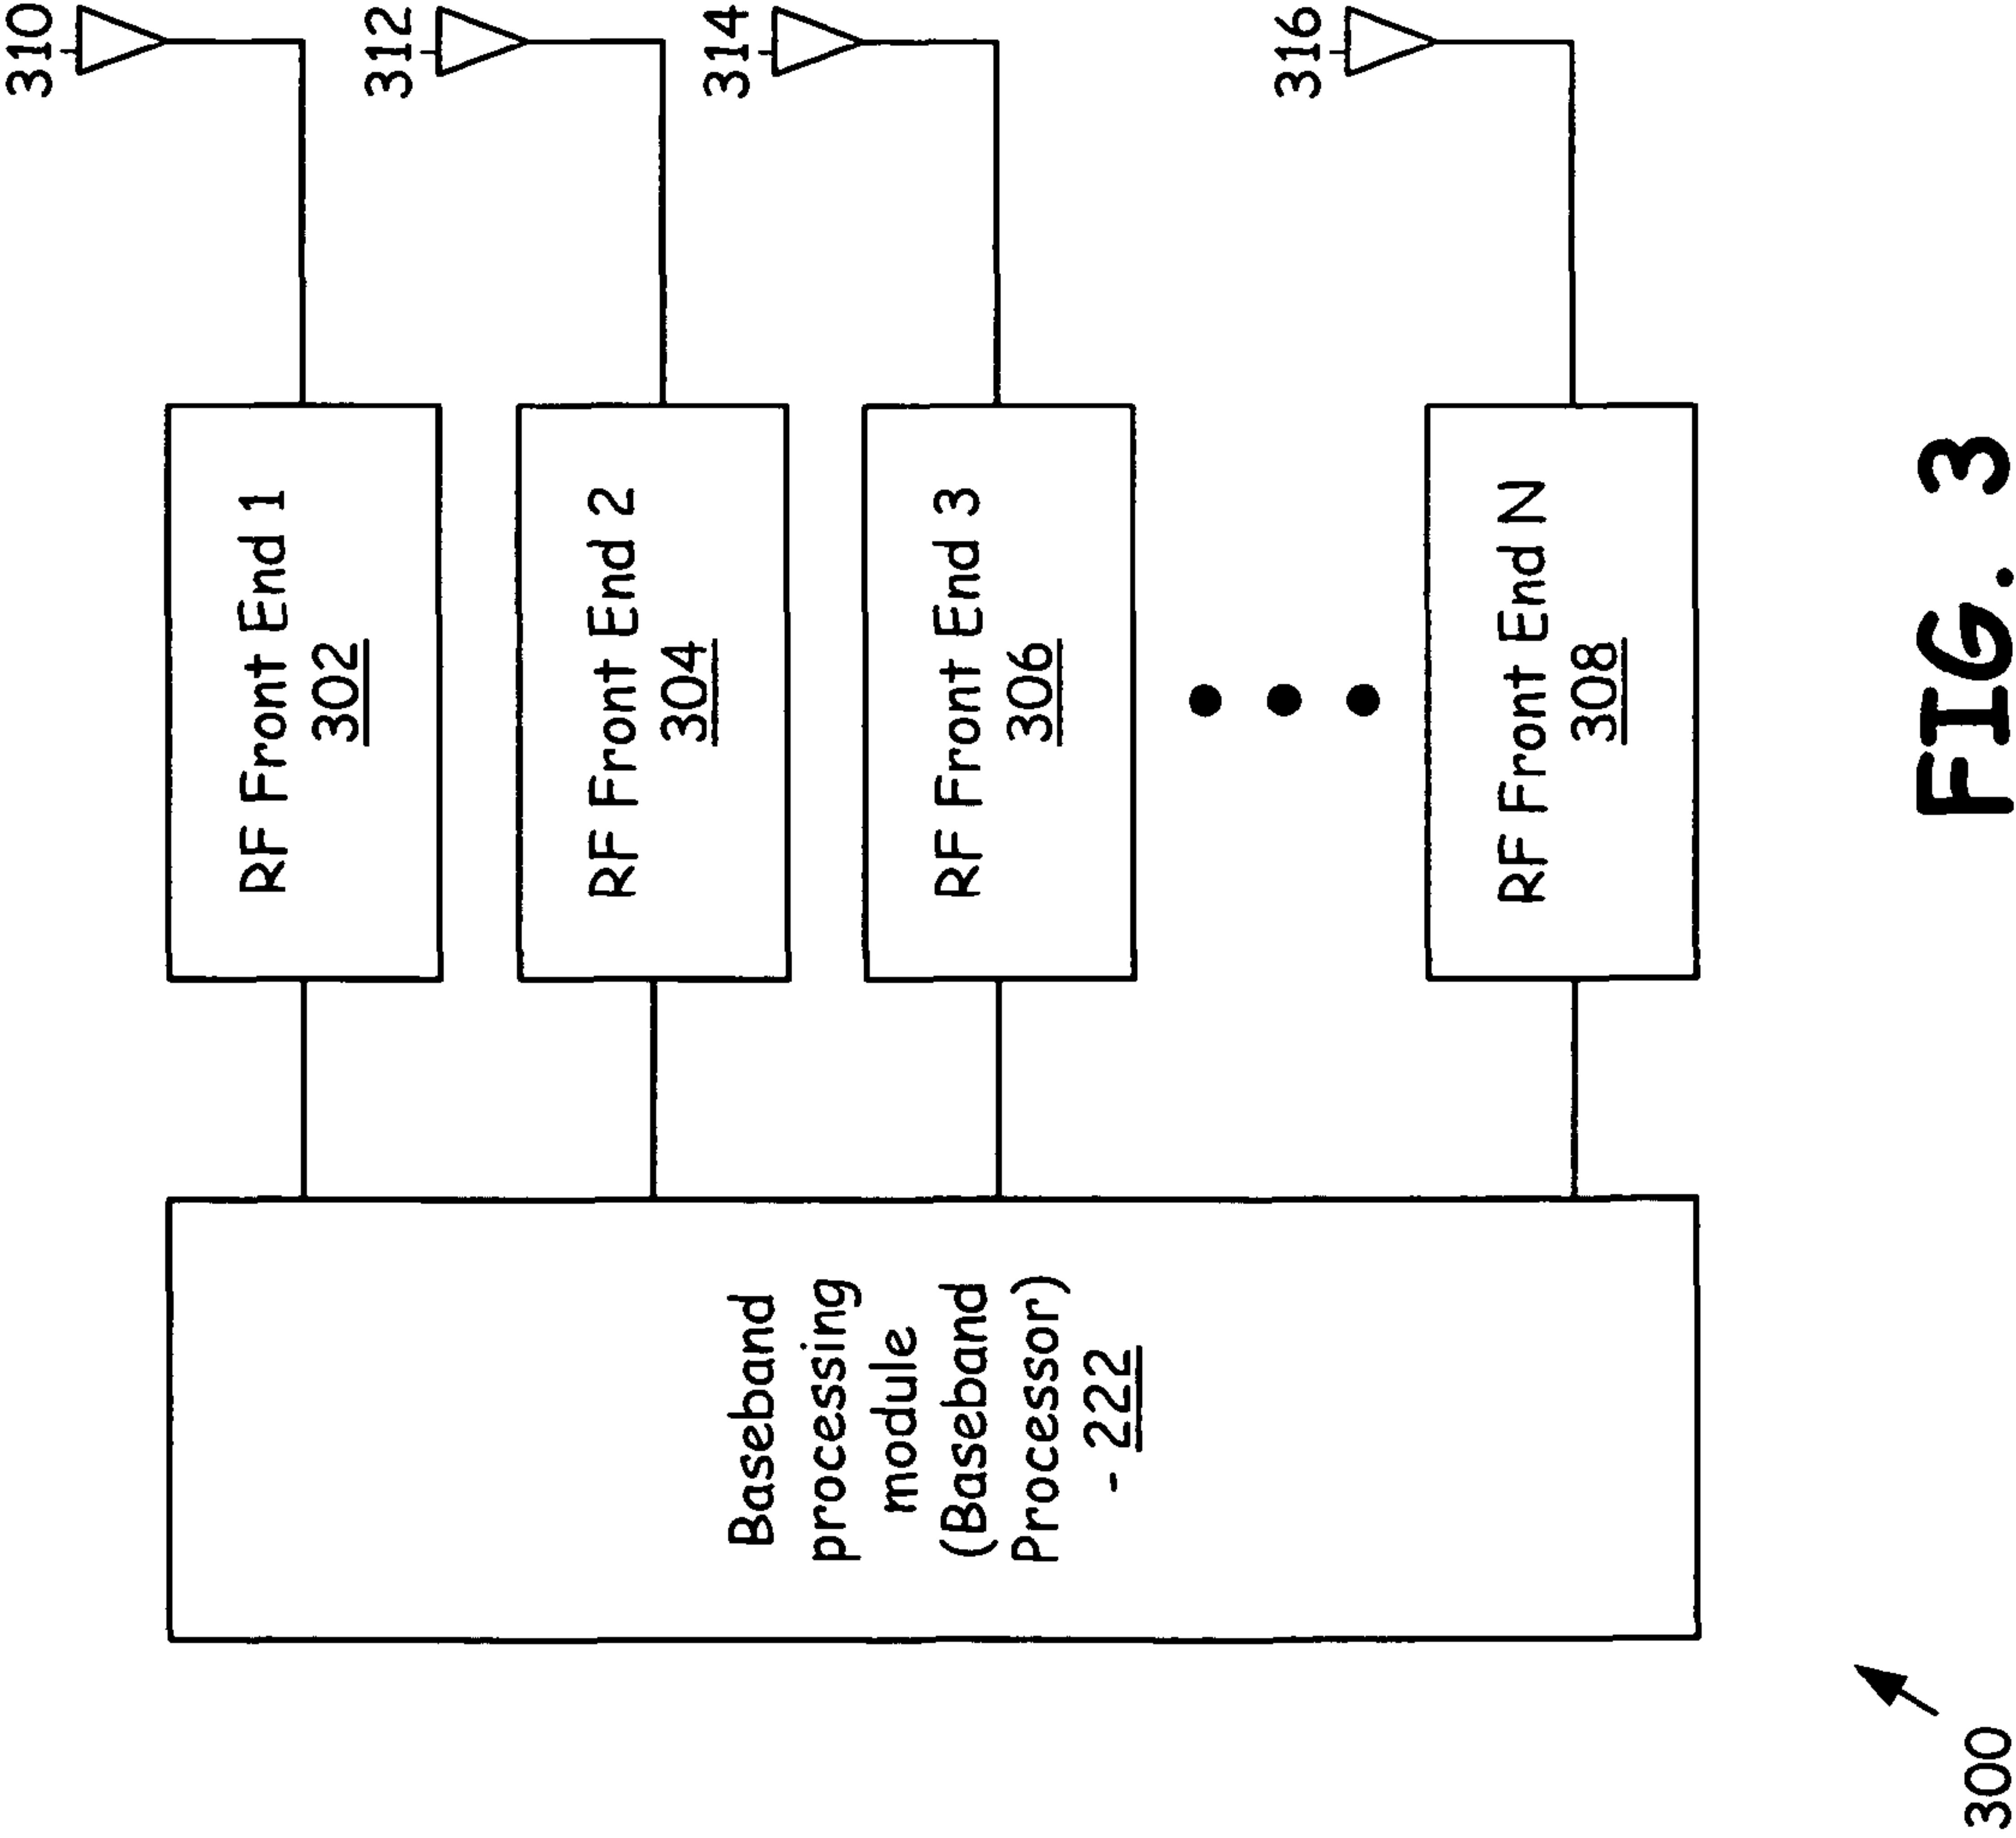 310
312
314
316
RF Front End 1
302
RF Front End 2
304
RF Front End 3
306
RF Front End N
308
Baseband
processing
module
(Baseband
Processor)
- 222
300
FIG. 3